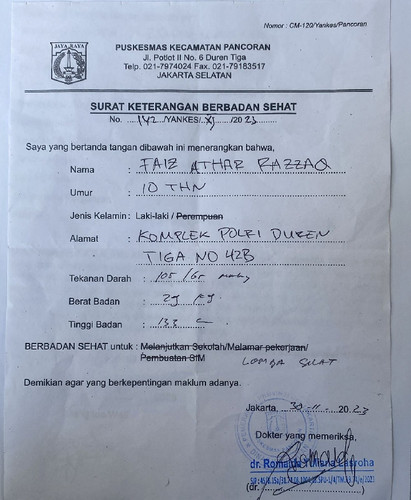 Nomor : CM-120/Yankes/Pancoran
JAYA RAYA
PUSKESMAS KECAMATAN PANCORAN
Jl. Potlot II No. 6 Duren Tiga
Telp. 021-7974024 Fax. 021-79183517
JAKARTA SELATAN
SURAT KETERANGAN BERBADAN SEHAT
No. 142 /YANKES/ XI /2023
Saya yang bertanda tangan dibawah ini menerangkan bahwa,
Nama : FAIZ ATHAR RAZZAQ
Umur : 10 THN
Jenis Kelamin : Laki-laki / Perempuan
Alamat : KOMPLEK POLRI DUREN
TIGA NO 42B
Tekanan Darah : 105 /65
Berat Badan : 29 kg
Tinggi Badan : 133 c
BERBADAN SEHAT untuk : Melanjutkan Sekolah/Melamar pekerjaan/
Pembuatan SIM LOMBA SILAT
Demikian agar yang berkepentingan maklum adanya.
Jakarta, 30-11-2023
Dokter yang memeriksa,
dr. Romauli
(dr. )